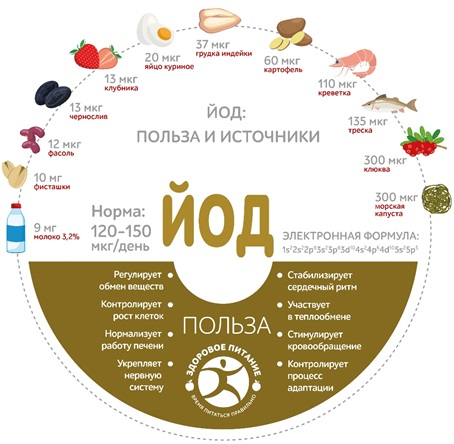 37 мкг
грудка индейки
20 мкг
яйцо куриное
60 мкг
картофель
13 мкг
клубника
110 мкг
креветка
13 мкг
чернослив
135 мкг
треска
12 мкг
фасоль
300 мкг
клюква
10 мг
фисташки
300 мкг
морская
капуста
9 мг
молоко 3,2%
ЙОД:
ПОЛЬЗА И ИСТОЧНИКИ
Норма:
120–150
мкг/день
ЙОД
ЭЛЕКТРОННАЯ ФОРМУЛА:
Регулирует
обмен веществ
Контролирует
рост клеток
Нормализует
работу печени
Укрепляет
нервную
систему
ПОЛЬЗА
Стабилизирует
сердечный ритм
Участвует
в теплообмене
Стимулирует
кровообращение
Контролирует
процесс
адаптации
ЗДОРОВОЕ ПИТАНИЕ
ВРЕМЯ ПИТАТЬСЯ ПРАВИЛЬНО